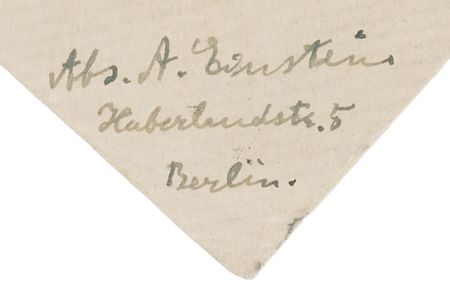 Abs. A. Einstein.
Haberlandstr. 5
Berlin.